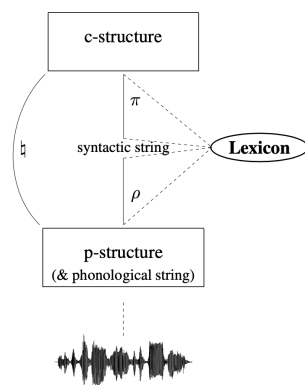 c-structure
π
♮
syntactic string
Lexicon
ρ
p-structure
(& phonological string)